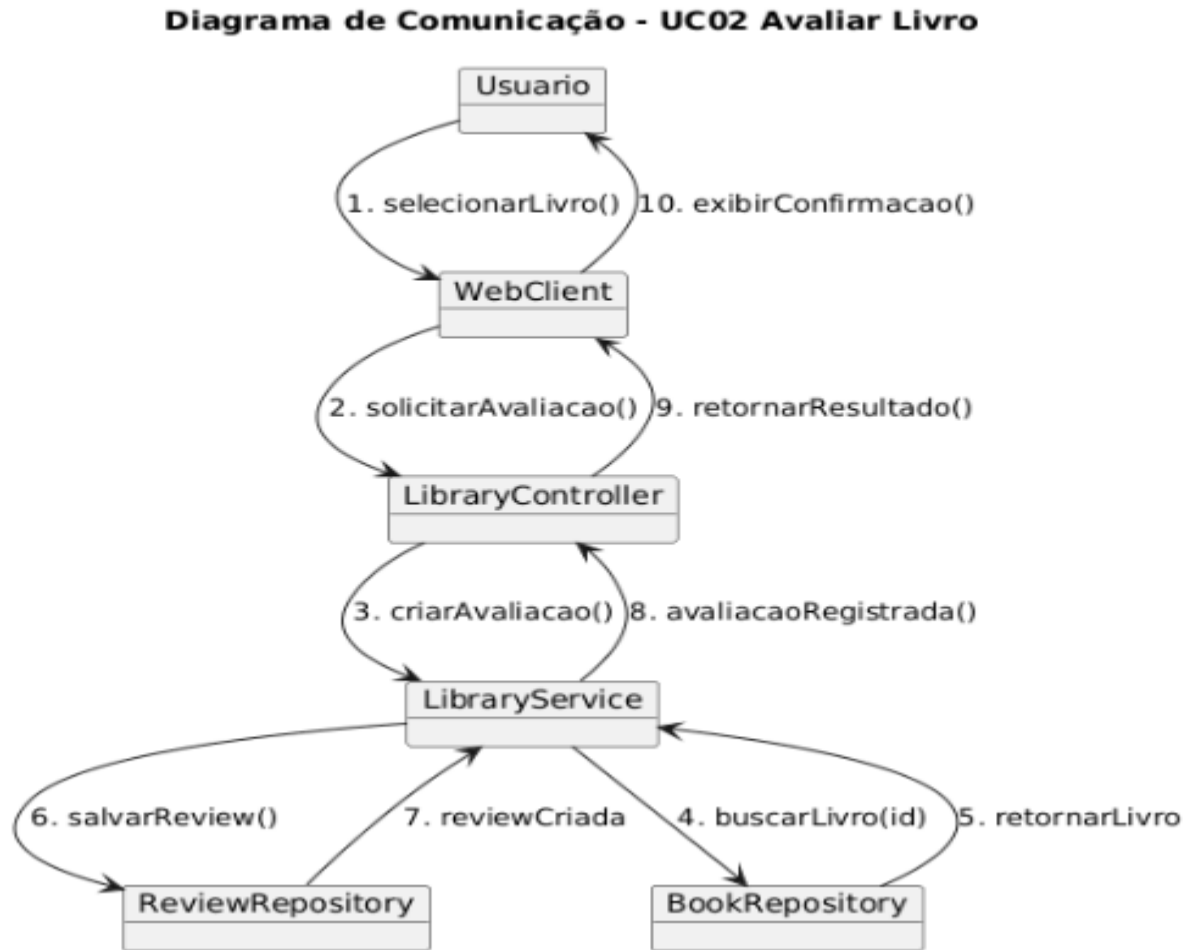 Diagrama de Comunicação - UC02 Avaliar Livro
Usuario
1. selecionarLivro() 10. exibirConfirmacao()
WebClient
2. solicitarAvaliacao() 9. retornarResultado()
LibraryController
3. criarAvaliacao() 8. avaliacaoRegistrada()
LibraryService
6. salvarReview() 7. reviewCriada 4. buscarLivro(id) 5. retornarLivro
ReviewRepository BookRepository